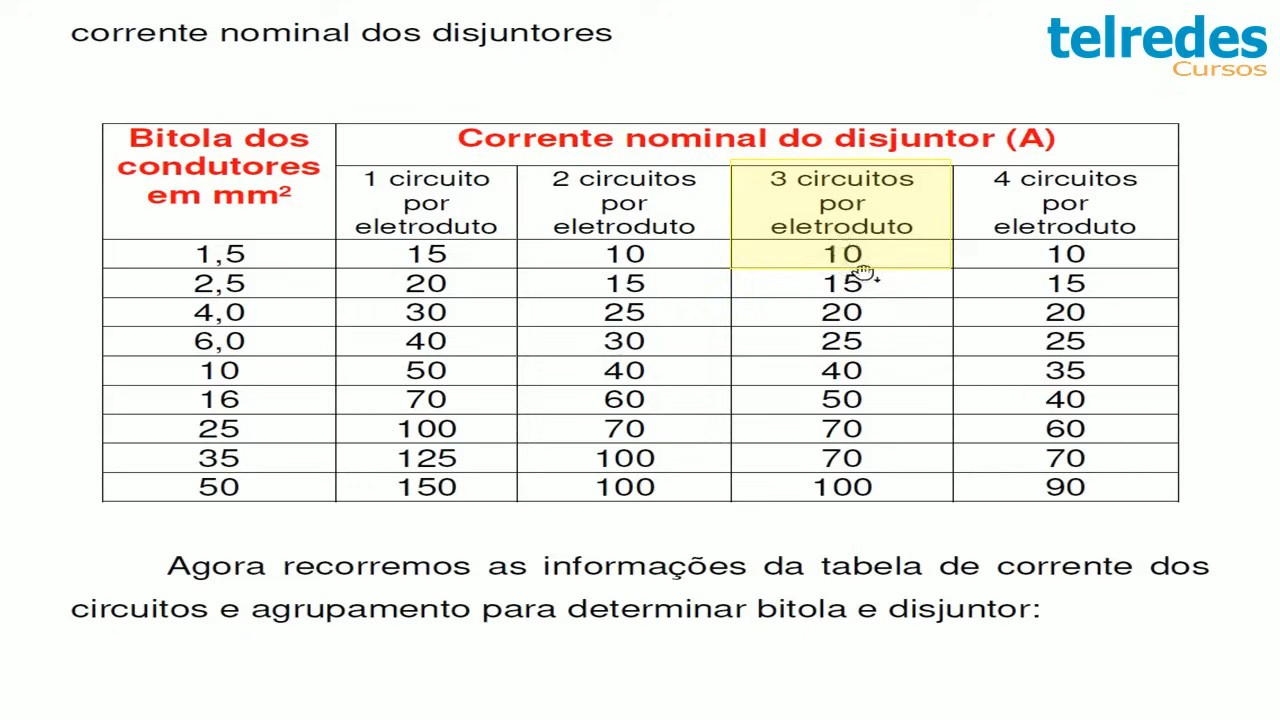 corrente nominal dos disjuntores
telredes
Cursos
Bitola dos condutores em mm² Corrente nominal do disjuntor (A)
1 circuito por eletroduto 2 circuitos por eletroduto 3 circuitos por eletroduto 4 circuitos por eletroduto
1,5 15 10 10 10
2,5 20 15 15 15
4,0 30 25 20 20
6,0 40 30 25 25
10 50 40 40 35
16 70 60 50 40
25 100 70 70 60
35 125 100 70 70
50 150 100 100 90
Agora recorremos as informações da tabela de corrente dos
circuitos e agrupamento para determinar bitola e disjuntor: